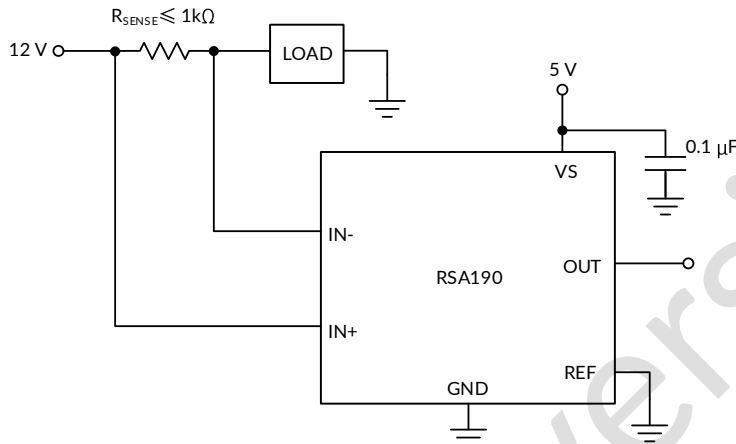 RSENSE ≤ 1kΩ
12 V
LOAD
5 V
0.1 μF
VS
IN-
RSA190
OUT
IN+
REF
GND